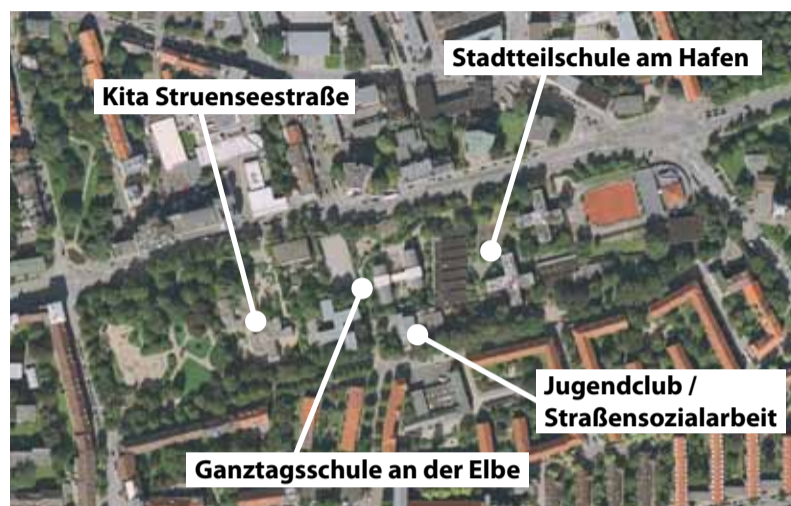 Stadtteilschule am Hafen
Kita Struenseestraße
Jugendclub /
Straßensozialarbeit
Ganztagsschule an der Elbe